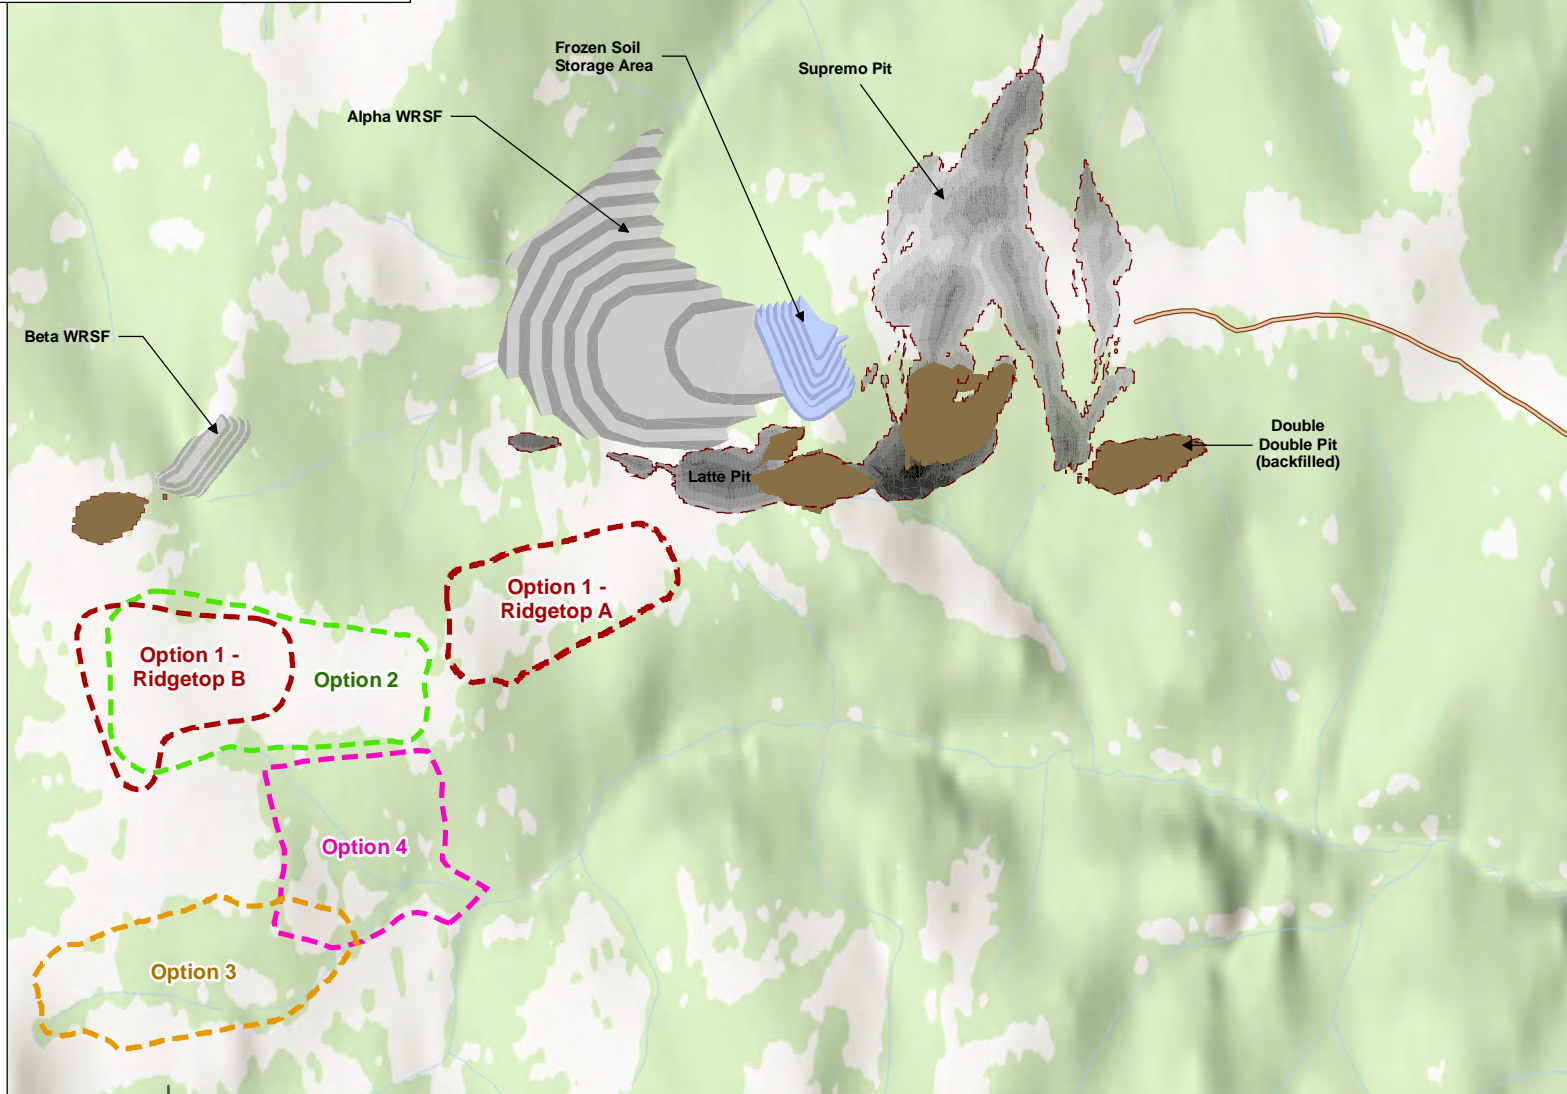 Frozen Soil
Storage Area
Supremo Pit
Alpha WRSF
Beta WRSF
Double
Double Pit
(backfilled)
Latte Pit
Option 1 -
Ridgetop A
Option 1 -
Ridgetop B
Option 2
Option 4
Option 3